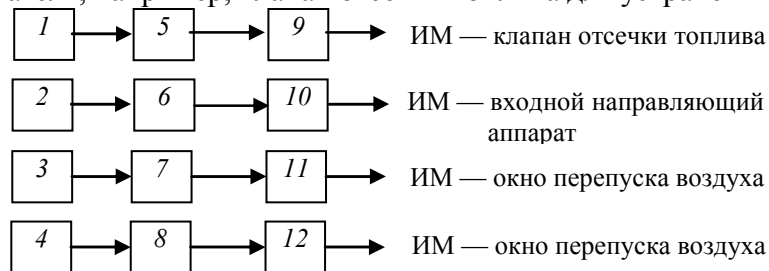 1 5 9 ИМ — клапан отсечки топлива
2 6 10 ИМ — входной направляющий
аппарат
3 7 11 ИМ — окно перепуска воздуха
4 8 12 ИМ — окно перепуска воздуха